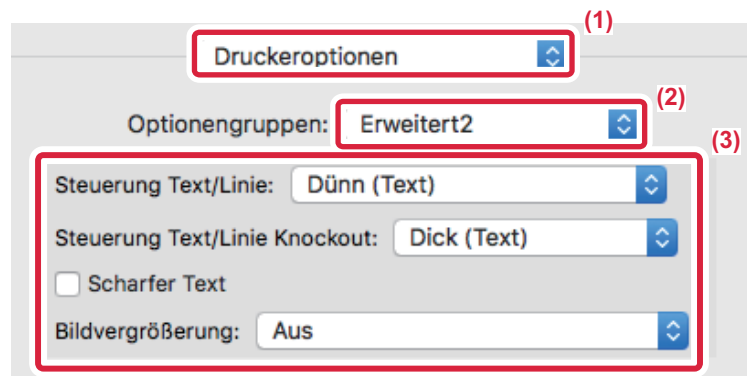 (1)
Druckeroptionen
(2)
Optionengruppen: Erweitert2
(3)
Steuerung Text/Linie: Dünn (Text)
Steuerung Text/Linie Knockout: Dick (Text)
Scharfer Text
Bildvergrößerung: Aus